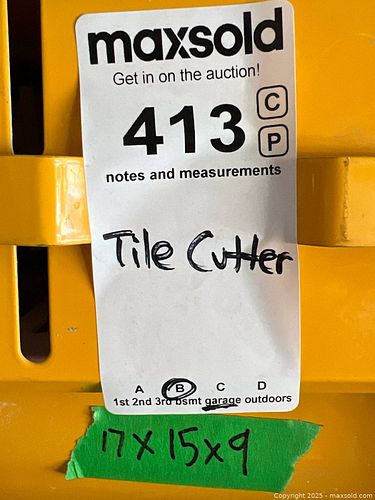 maxsold
Get in on the auction!
413 C
P
notes and measurements
Tile Cutter
A B C D
1st 2nd 3rd bsmt garage outdoors
17 X 15 x 9
Copyright 2025 - www.maxsold.com